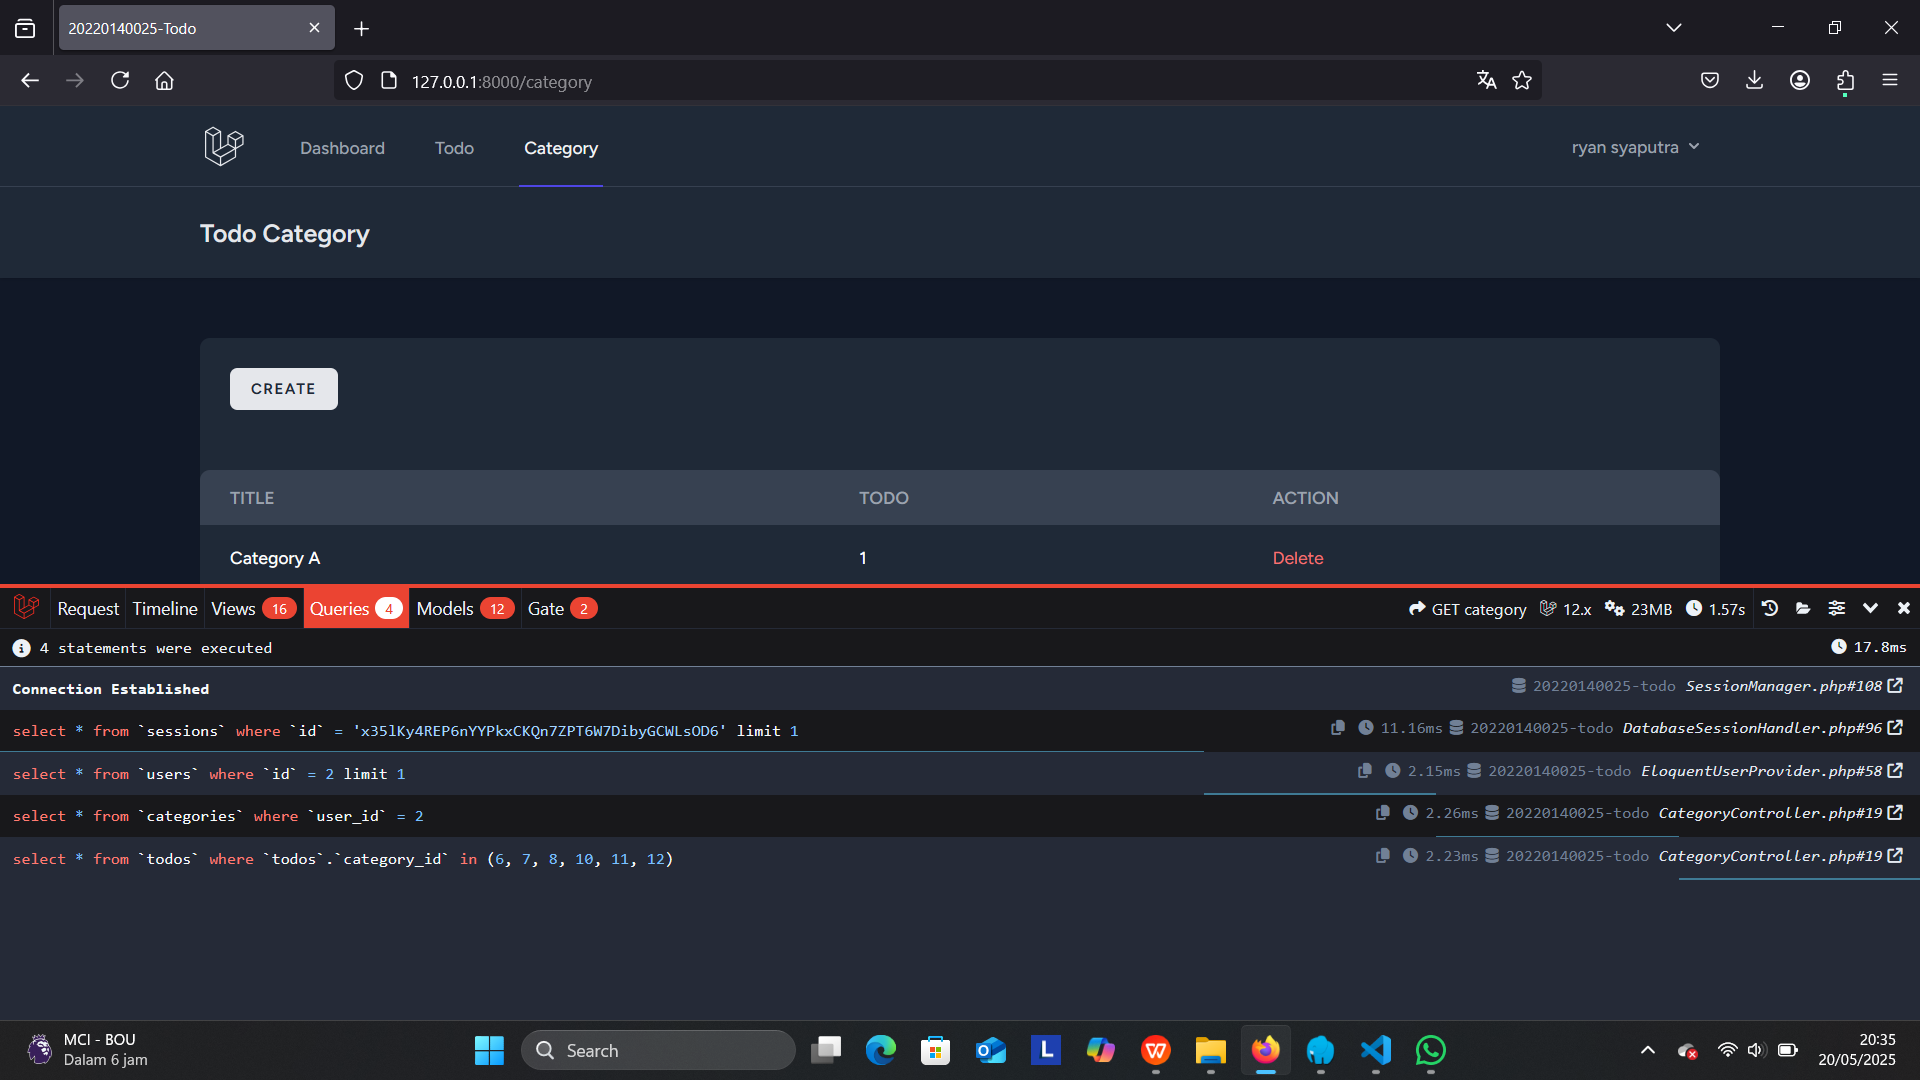 20220140025-Todo
127.0.0.1:8000/category
Dashboard Todo Category ryan syaputra
Todo Category
CREATE
TITLE TODO ACTION
Category A 1 Delete
Request Timeline Views 16 Queries 4 Models 12 Gate 2 GET category 12.x 23MB 1.57s
4 statements were executed 17.8ms
Connection Established 20220140025-todo SessionManager.php#108
select * from `sessions` where `id` = 'x35lKy4REP6nYYPkxCKQn7ZPT6W7DibyGCWLsOD6' limit 1 11.16ms 20220140025-todo DatabaseSessionHandler.php#96
select * from `users` where `id` = 2 limit 1 2.15ms 20220140025-todo EloquentUserProvider.php#58
select * from `categories` where `user_id` = 2 2.26ms 20220140025-todo CategoryController.php#19
select * from `todos` where `todos`.`category_id` in (6, 7, 8, 10, 11, 12) 2.23ms 20220140025-todo CategoryController.php#19
MCI - BOU
Dalam 6 jam
Search
L
20:35
20/05/2025